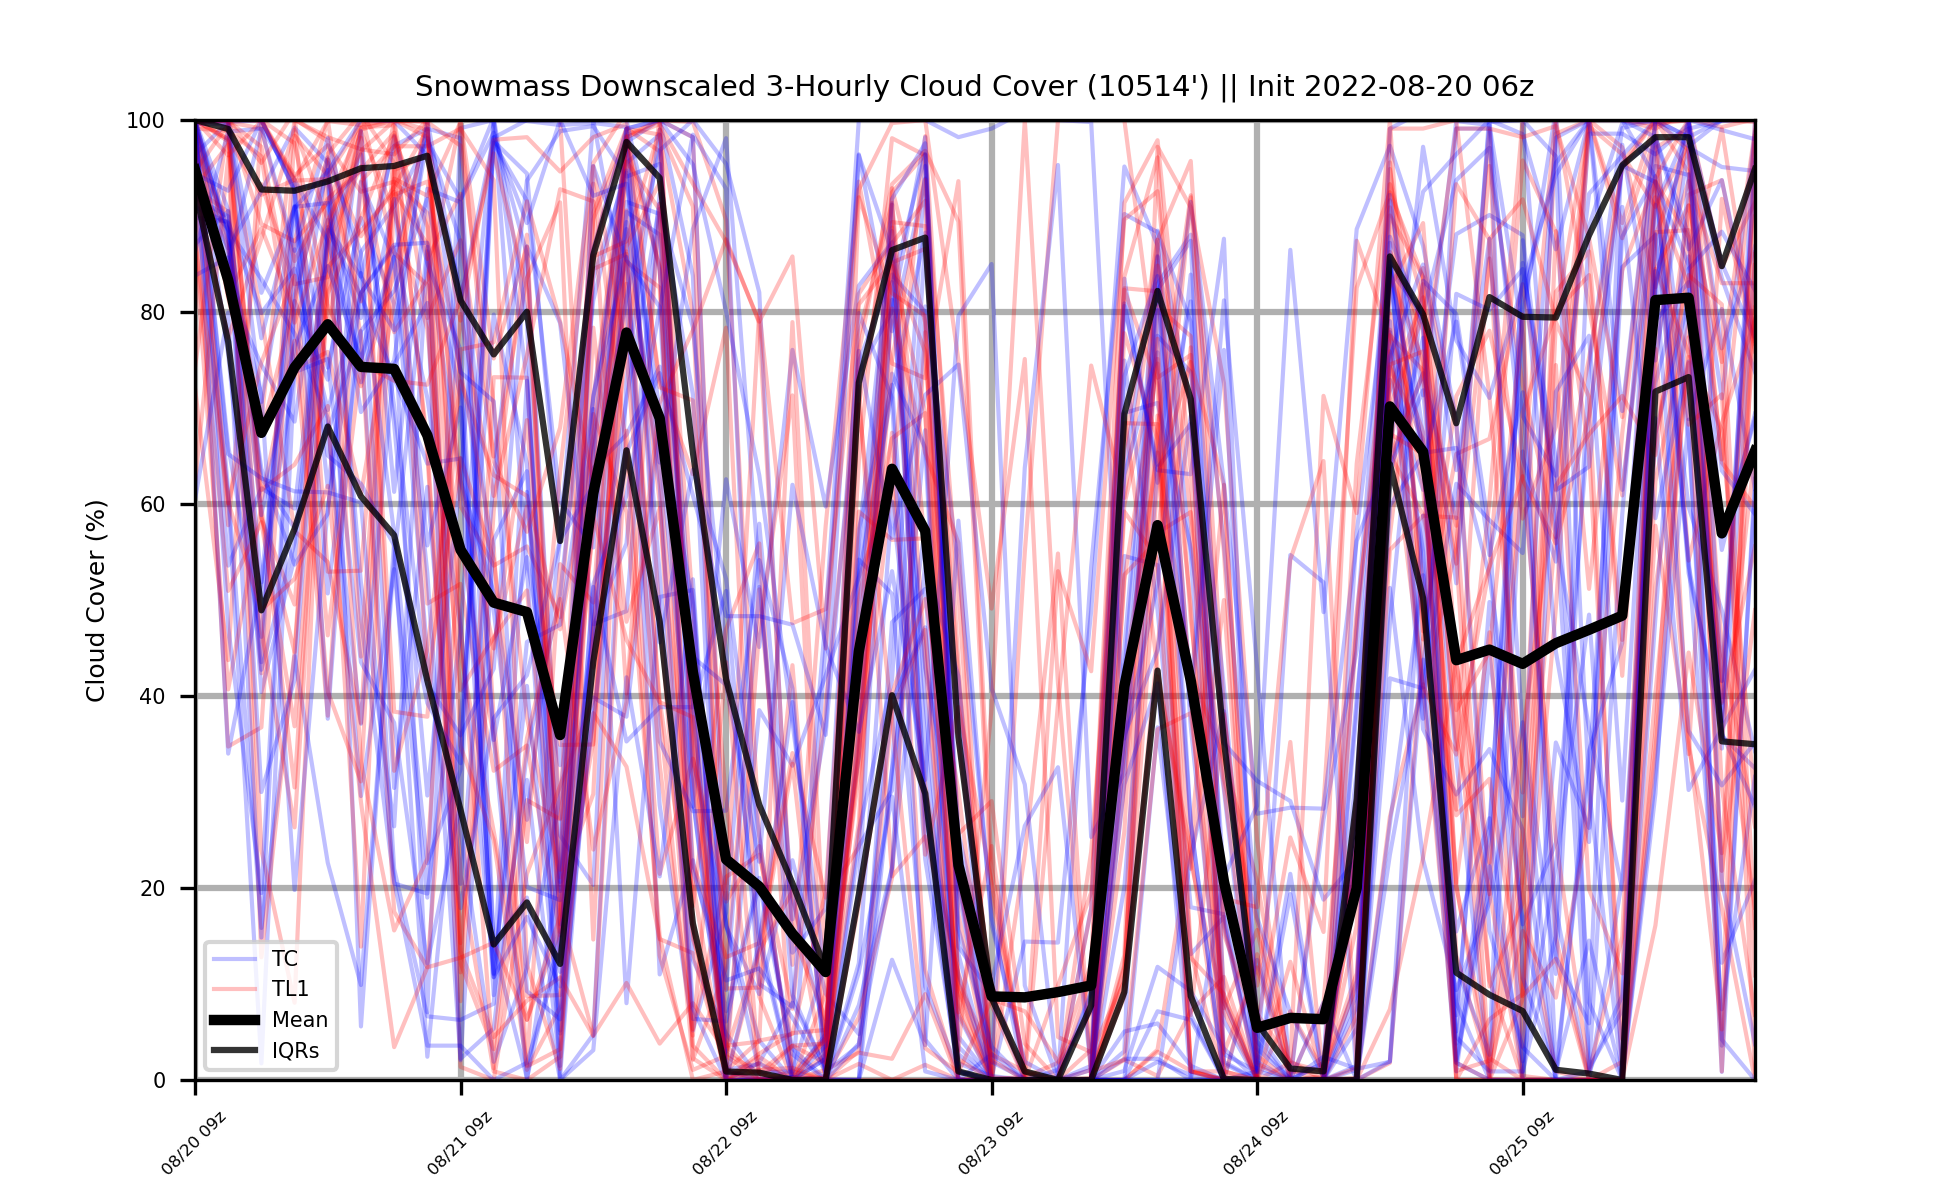 Snowmass Downscaled 3-Hourly Cloud Cover (10514') || Init 2022-08-20 06z
Cloud Cover (%)
100
80
60
40
20
0
TC
TL1
Mean
IQRs
08/20 09z
08/21 09z
08/22 09z
08/23 09z
08/24 09z
08/25 09z